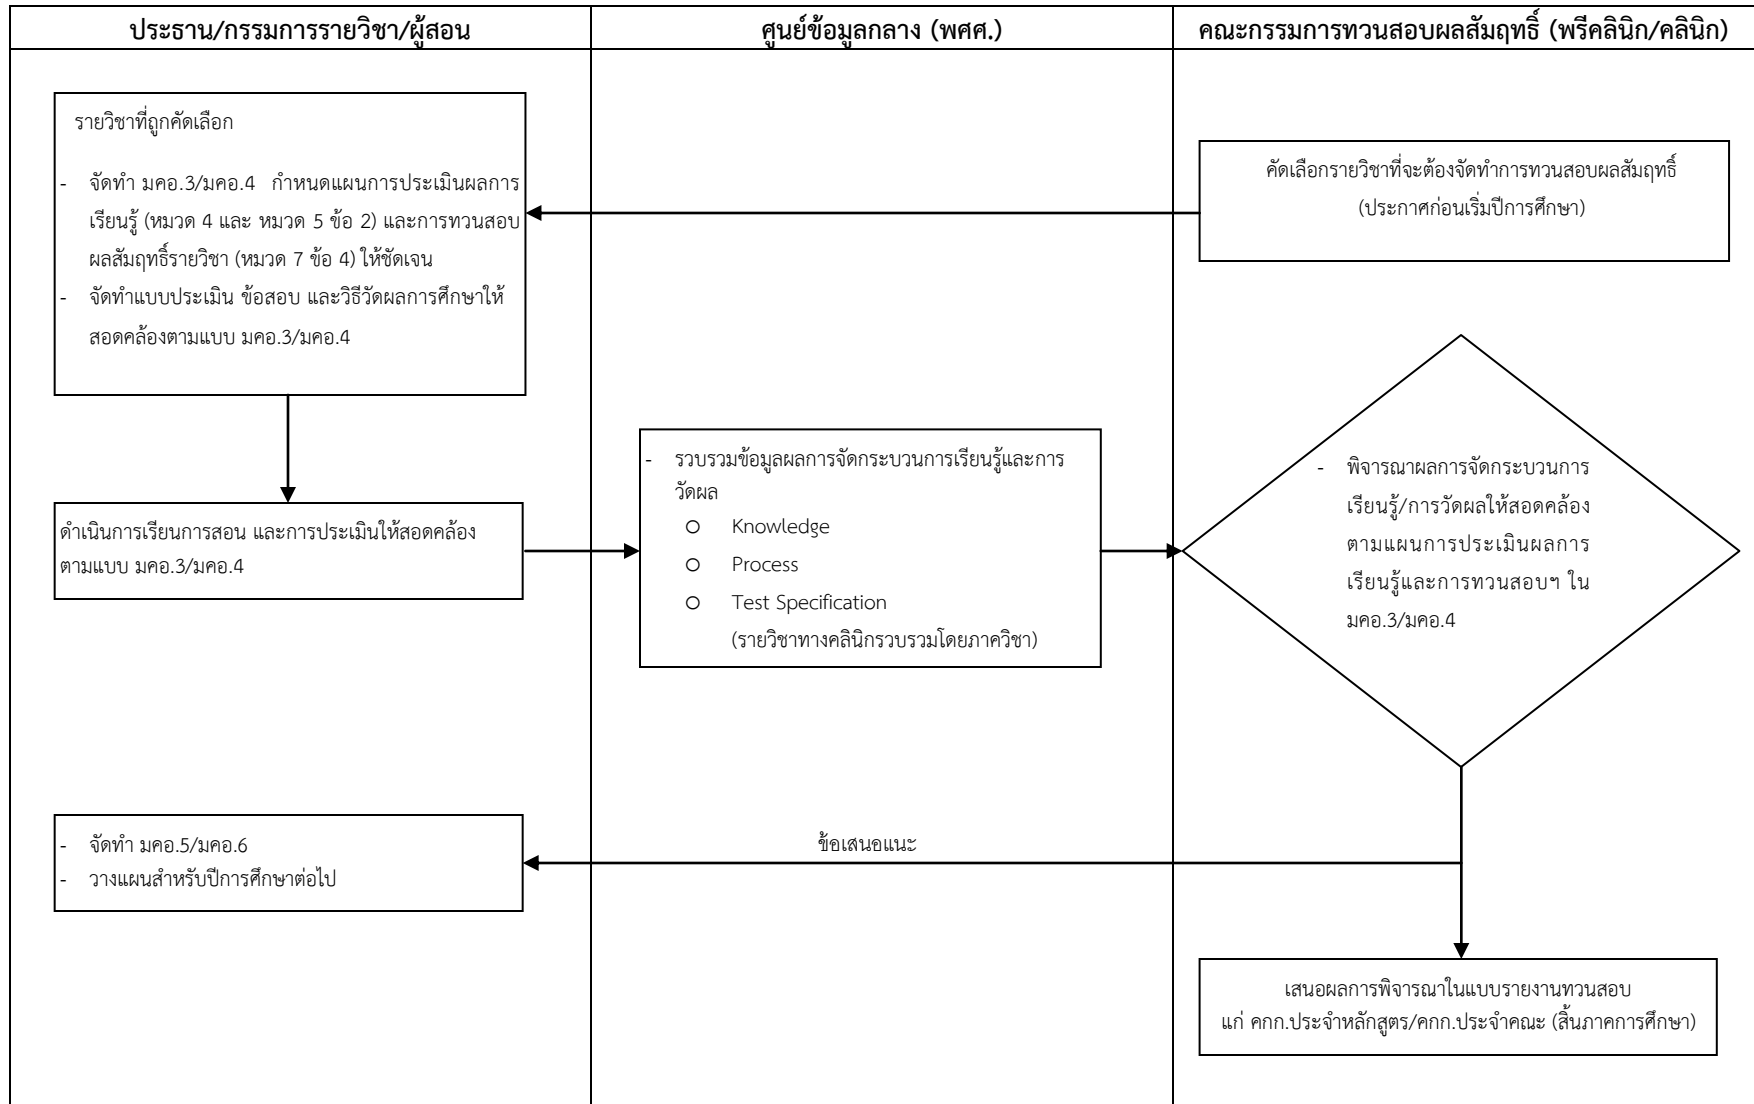 ประธาน/กรรมการรายวิชา/ผู้สอน
ศูนย์ข้อมูลกลาง (พศศ.)
คณะกรรมการทวนสอบผลสัมฤทธิ์ (พรีคลินิก/คลินิก)
คัดเลือกรายวิชาที่จะต้องจัดทำการทวนสอบผลสัมฤทธิ์
(ประกาศก่อนเริ่มปีการศึกษา)
รายวิชาที่ถูกคัดเลือก
- จัดทำ มคอ.3/มคอ.4 กำหนดแผนการประเมินผลการ
เรียนรู้ (หมวด 4 และ หมวด 5 ข้อ 2) และการทวนสอบ
ผลสัมฤทธิ์รายวิชา (หมวด 7 ข้อ 4) ให้ชัดเจน
- จัดทำแบบประเมิน ข้อสอบ และวิธีวัดผลการศึกษาให้
สอดคล้องตามแบบ มคอ.3/มคอ.4
ดำเนินการเรียนการสอน และการประเมินให้สอดคล้อง
ตามแบบ มคอ.3/มคอ.4
- รวบรวมข้อมูลผลการจัดกระบวนการเรียนรู้และการ
วัดผล
o Knowledge
o Process
o Test Specification
(รายวิชาทางคลินิกรวบรวมโดยภาควิชา)
- พิจารณาผลการจัดกระบวนการ
เรียนรู้/การวัดผลให้สอดคล้อง
ตามแผนการประเมินผลการ
เรียนรู้และการทวนสอบฯ ใน
มคอ.3/มคอ.4
ข้อเสนอแนะ
- จัดทำ มคอ.5/มคอ.6
- วางแผนสำหรับปีการศึกษาต่อไป
เสนอผลการพิจารณาในแบบรายงานทวนสอบ
แก่ คกก.ประจำหลักสูตร/คกก.ประจำคณะ (สิ้นภาคการศึกษา)